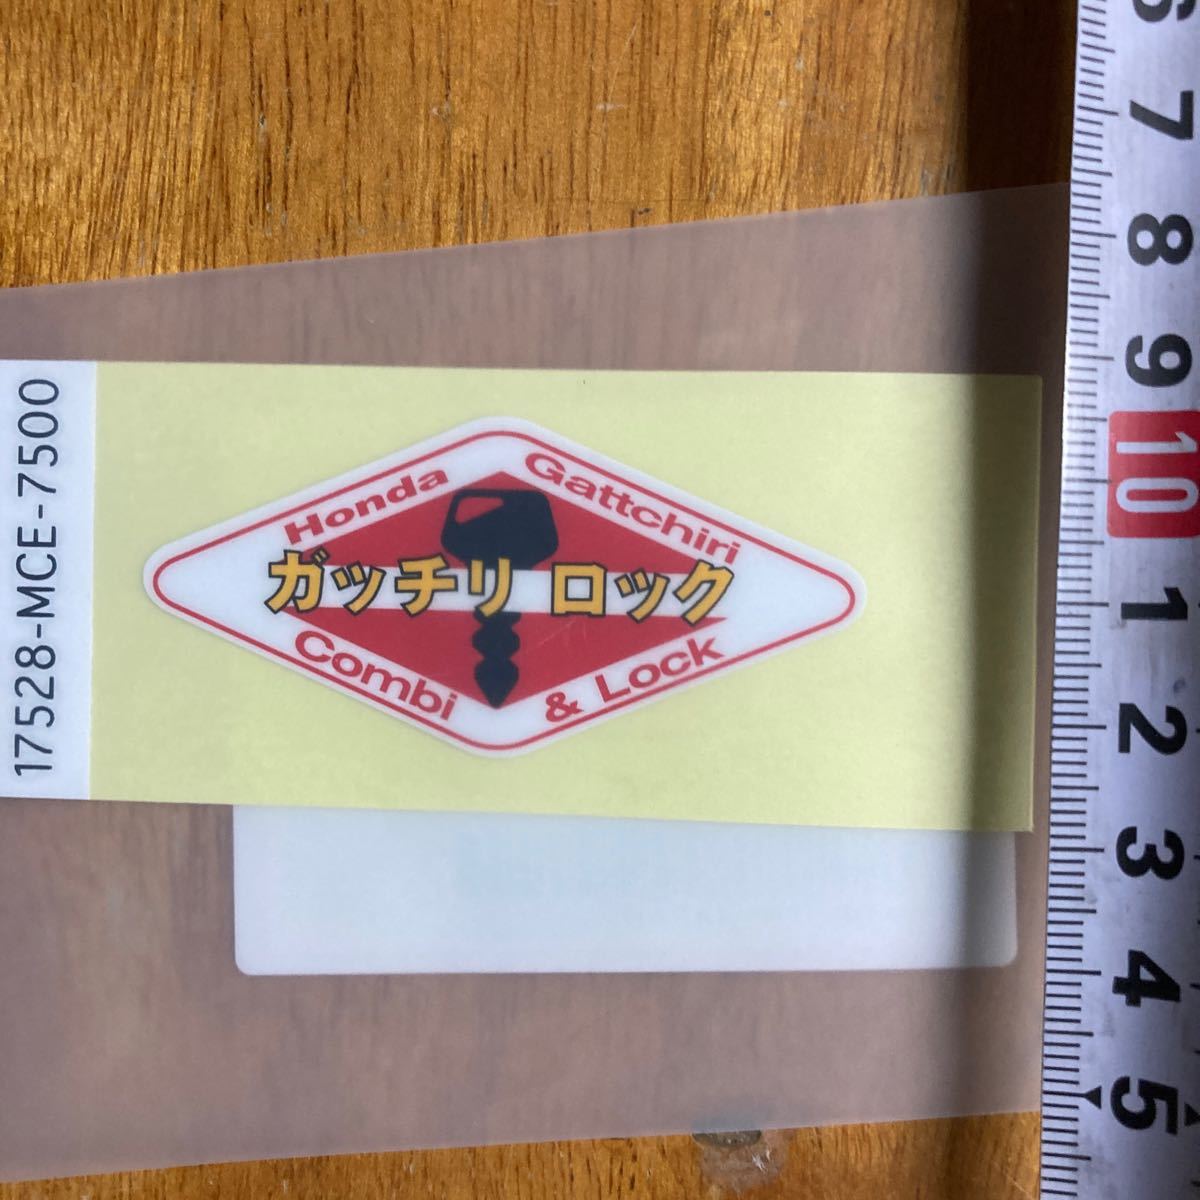 17528-MCE-7500
Honda Gattchiri
ガッチリ ロック
Combi & Lock
6 7 8 9 10 1 2 3 4 5